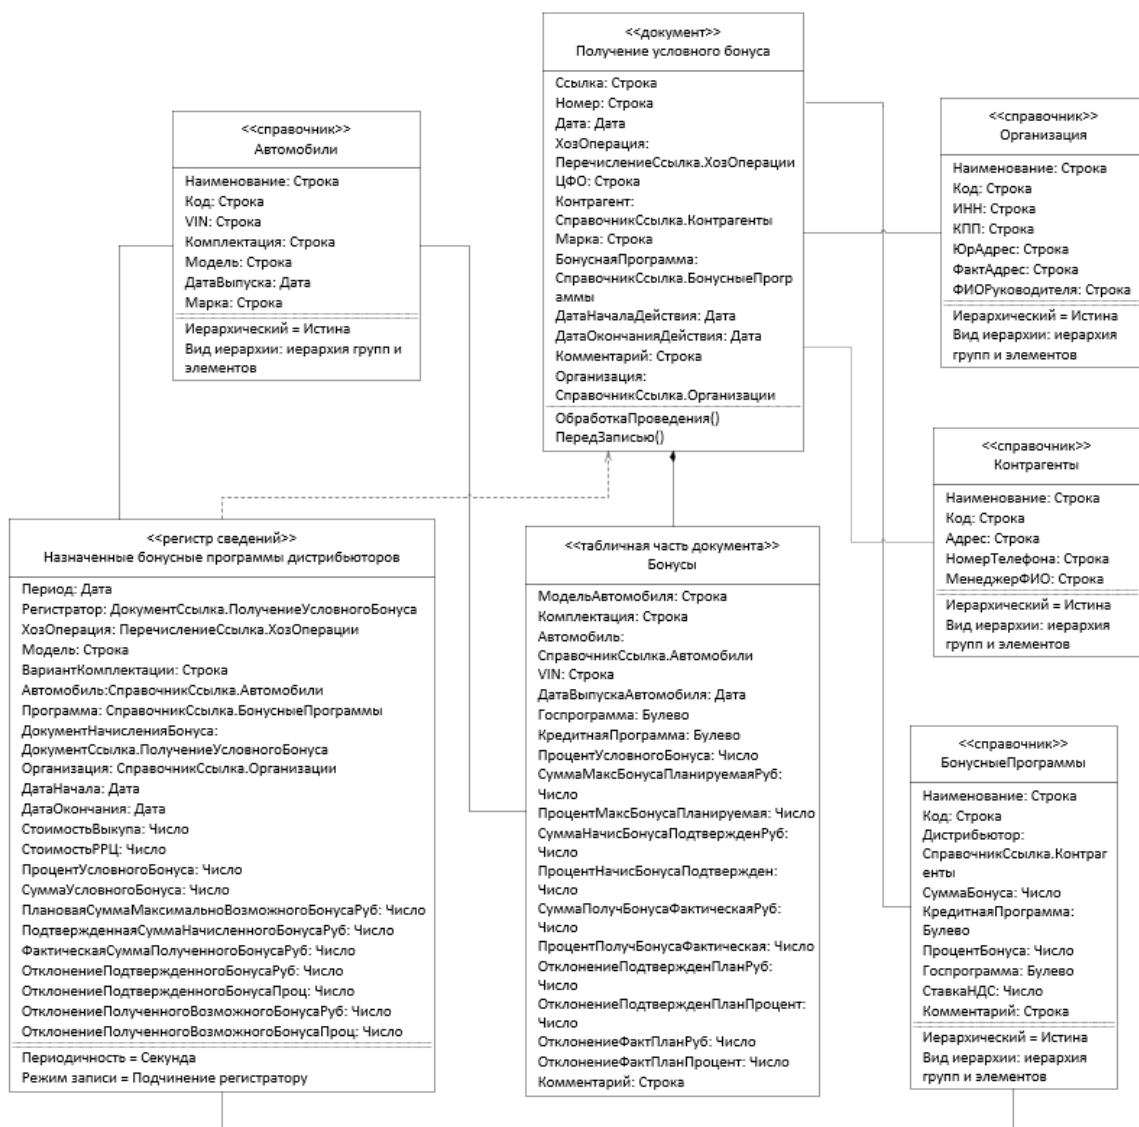 <<документ>>
Получение условного бонуса
Ссылка: Строка
Номер: Строка
Дата: Дата
ХозОперация:
ПеречислениеСсылка.ХозОперации
ЦФО: Строка
Контрагент:
СправочникСсылка.Контрагенты
Марка: Строка
БонуснаяПрограмма:
СправочникСсылка.БонусныеПрогр
аммы
ДатаНачалаДействия: Дата
ДатаОкончанияДействия: Дата
Комментарий: Строка
Организация:
СправочникСсылка.Организации
ОбработкаПроведения()
ПередЗаписью()
<<справочник>>
Автомобили
Наименование: Строка
Код: Строка
VIN: Строка
Комплектация: Строка
Модель: Строка
ДатаВыпуска: Дата
Марка: Строка
Иерархический = Истина
Вид иерархии: иерархия групп и
элементов
<<справочник>>
Организация
Наименование: Строка
Код: Строка
ИНН: Строка
КПП: Строка
ЮрАдрес: Строка
ФактАдрес: Строка
ФИОРуководителя: Строка
Иерархический = Истина
Вид иерархии: иерархия
групп и элементов
<<справочник>>
Контрагенты
Наименование: Строка
Код: Строка
Адрес: Строка
НомерТелефона: Строка
МенеджерФИО: Строка
Иерархический = Истина
Вид иерархии: иерархия
групп и элементов
<<регистр сведений>>
Назначенные бонусные программы дистрибьюторов
Период: Дата
Регистратор: ДокументСсылка.ПолучениеУсловногоБонуса
ХозОперация: ПеречислениеСсылка.ХозОперации
Модель: Строка
ВариантКомплектации: Строка
Автомобиль:СправочникСсылка.Автомобили
Программа: СправочникСсылка.БонусныеПрограммы
ДокументНачисленияБонуса:
ДокументСсылка.ПолучениеУсловногоБонуса
Организация: СправочникСсылка.Организации
ДатаНачала: Дата
ДатаОкончания: Дата
СтоимостьВыкупа: Число
СтоимостьРРЦ: Число
ПроцентУсловногоБонуса: Число
СуммаУсловногоБонуса: Число
ПлановаяСуммаМаксимальноВозможногоБонусаРуб: Число
ПодтвержденнаяСуммаНачисленногоБонусаРуб: Число
ФактическаяСуммаПолученногоБонусаРуб: Число
ОтклонениеПодтвержденногоБонусаРуб: Число
ОтклонениеПодтвержденногоБонусаПроц: Число
ОтклонениеПолученногоВозможногоБонусаРуб: Число
ОтклонениеПолученногоВозможногоБонусаПроц: Число
Периодичность = Секунда
Режим записи = Подчинение регистратору
<<табличная часть документа>>
Бонусы
МодельАвтомобиля: Строка
Комплектация: Строка
Автомобиль:
СправочникСсылка.Автомобили
VIN: Строка
ДатаВыпускаАвтомобиля: Дата
Госпрограмма: Булево
КредитнаяПрограмма: Булево
ПроцентУсловногоБонуса: Число
СуммаМаксБонусаПланируемаяРуб:
Число
ПроцентМаксБонусаПланируемая: Число
СуммаНачисБонусаПодтвержденРуб:
Число
ПроцентНачисБонусаПодтвержден:
Число
СуммаПолучБонусаФактическаяРуб:
Число
ПроцентПолучБонусаФактическая: Число
ОтклонениеПодтвержденПланРуб:
Число
ОтклонениеПодтвержденПланПроцент:
Число
ОтклонениеФактПланРуб: Число
ОтклонениеФактПланПроцент: Число
Комментарий: Строка
<<справочник>>
БонусныеПрограммы
Наименование: Строка
Код: Строка
Дистрибьютор:
СправочникСсылка.Контраг
енты
СуммаБонуса: Число
КредитнаяПрограмма:
Булево
ПроцентБонуса: Число
Госпрограмма: Булево
СтавкаНДС: Число
Комментарий: Строка
Иерархический = Истина
Вид иерархии: иерархия
групп и элементов